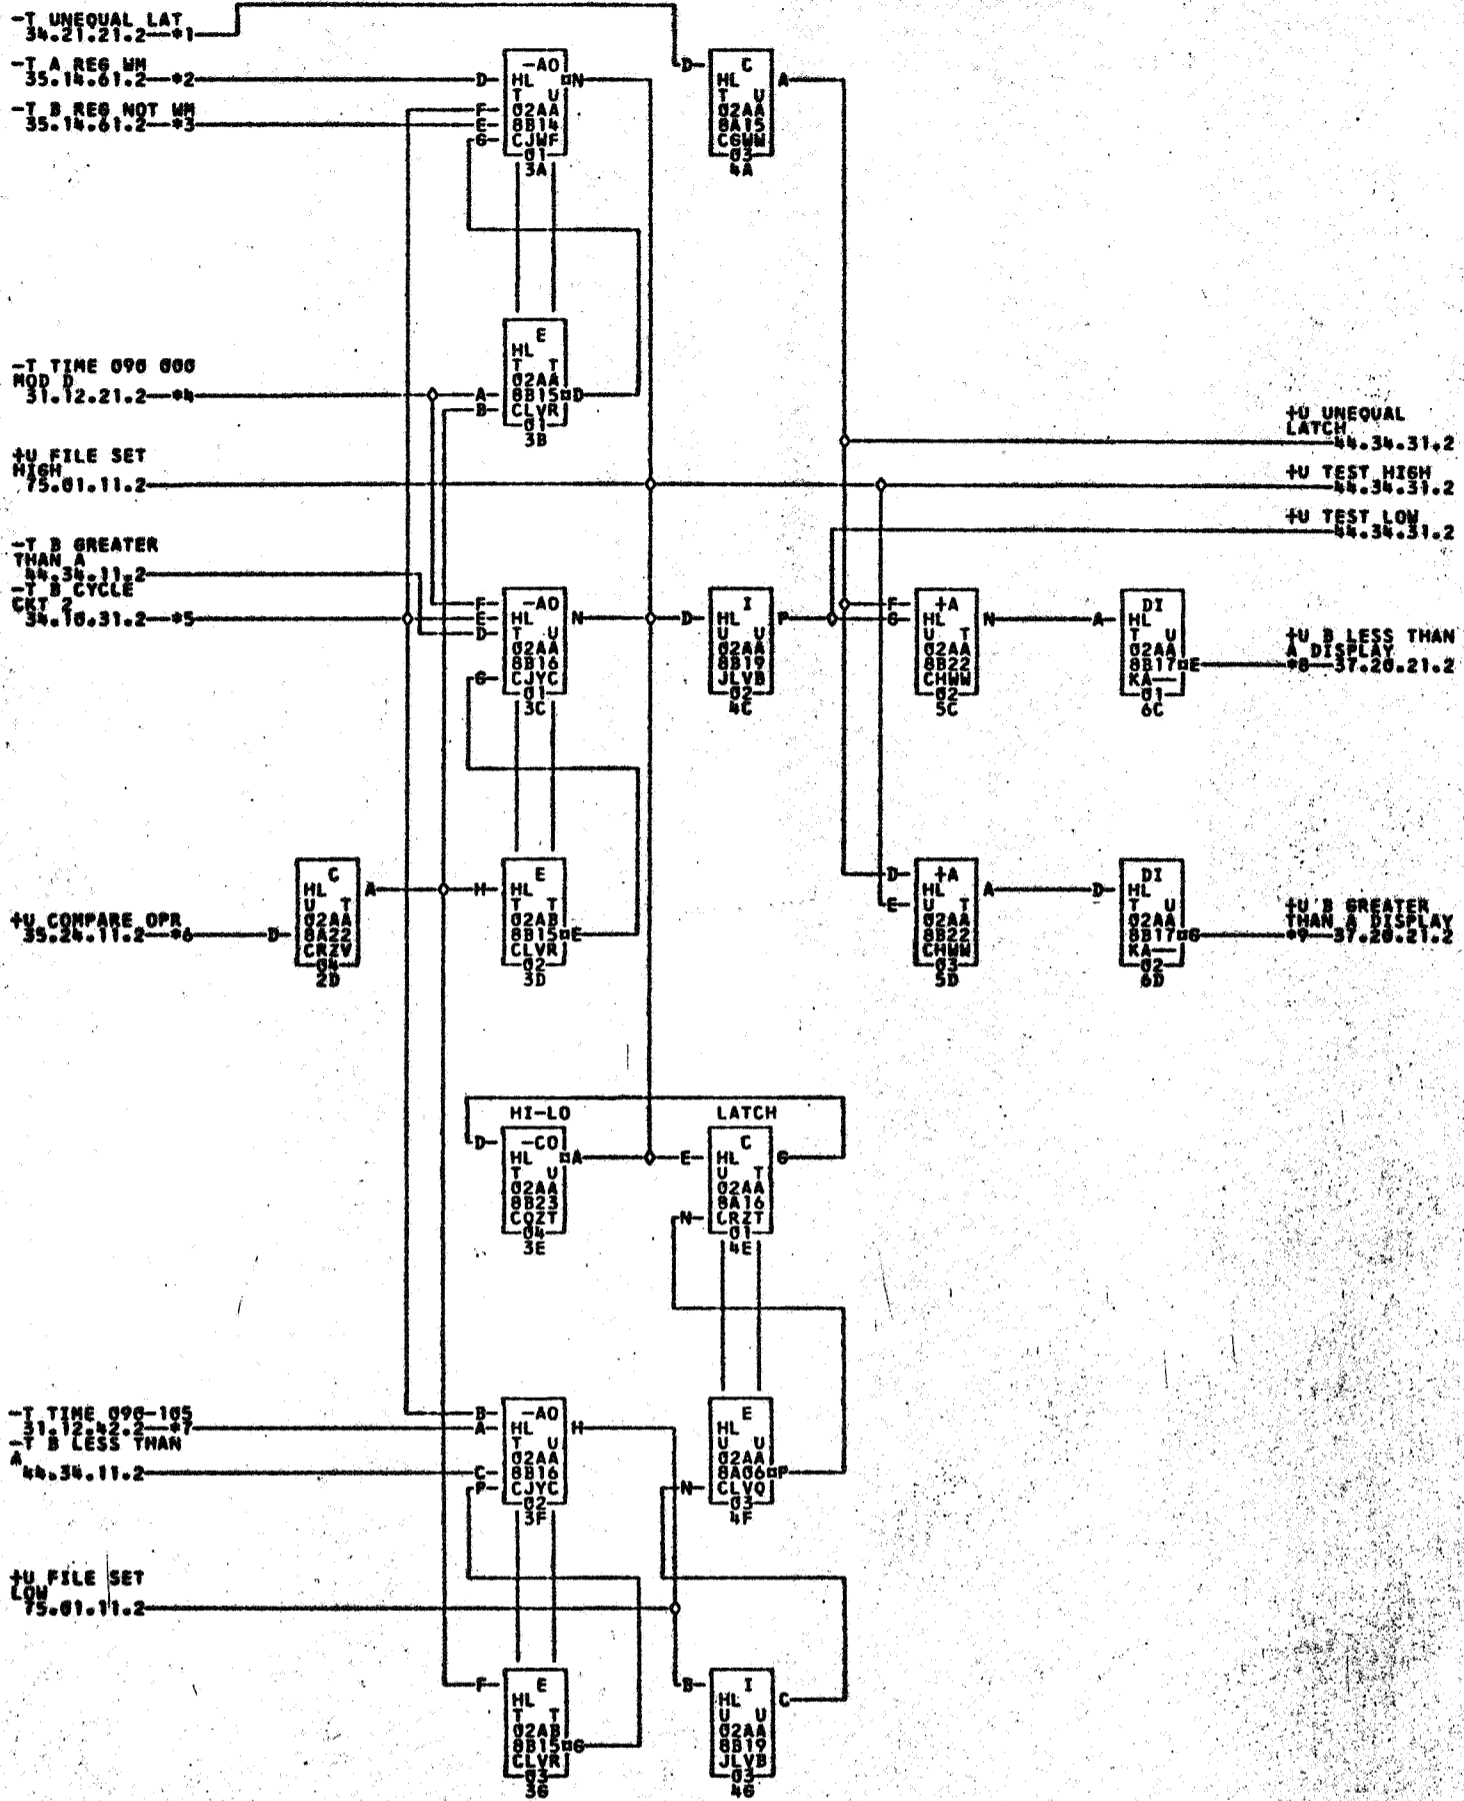 -T UNEQUAL LAT
34.21.21.2—*1
-T A REG WM
35.14.61.2—*2
-T B REG NOT WM
35.14.61.2—*3
D
F
E
G
-AO
HL N
T U
02AA
8B14
CJWF
01
3A
D
C
HL A
T U
02AA
8A15
CGWW
03
4A
-T TIME 090 000
MOD D
31.12.21.2—*4
A
B
E
HL
T T
02AA
8B15 D
CLVR
01
3B
+U FILE SET
HIGH
75.01.11.2
+U UNEQUAL
LATCH
44.34.31.2
+U TEST HIGH
44.34.31.2
+U TEST LOW
44.34.31.2
-T B GREATER
THAN A
44.34.11.2
-T B CYCLE
CKT 2
34.10.31.2—*5
F
E
D
G
-AO
HL N
T U
02AA
8B16
CJYC
01
3C
D
I
HL P
U U
02AA
8B19
JLVB
02
4C
F
G
+A
HL N
U T
02AA
8B22
CHWW
02
5C
A
DI
HL
T U
02AA
8B17 E
KA—
01
6C
+U B LESS THAN
A DISPLAY
*8—37.20.21.2
+U COMPARE OPR
35.24.11.2—*6
D
C
HL A
U T
02AA
8A22
CRZV
04
2D
H
E
HL
T T
02AB
8B15 E
CLVR
02
3D
D
E
+A
HL A
U T
02AA
8B22
CHWW
03
5D
D
DI
HL
T U
02AA
8B17 G
KA—
02
6D
+U B GREATER
THAN A DISPLAY
*9—37.20.21.2
HI-LO LATCH
D
-CO
HL A
T U
02AA
8B23
CQZT
04
3E
E
N
C
HL G
U T
02AA
8A16
CRZT
01
4E
-T TIME 090-105
31.12.42.2—*7
-T B LESS THAN
A
44.34.11.2
B
A
C
P
-AO
HL H
T U
02AA
8B16
CJYC
02
3F
N
E
HL
U U
02AA
8A06 P
CLVQ
03
4F
+U FILE SET
LOW
75.01.11.2
F
E
HL
T T
02AB
8B15 G
CLVR
03
3G
B
I
HL C
U U
02AA
8B19
JLVB
03
4G